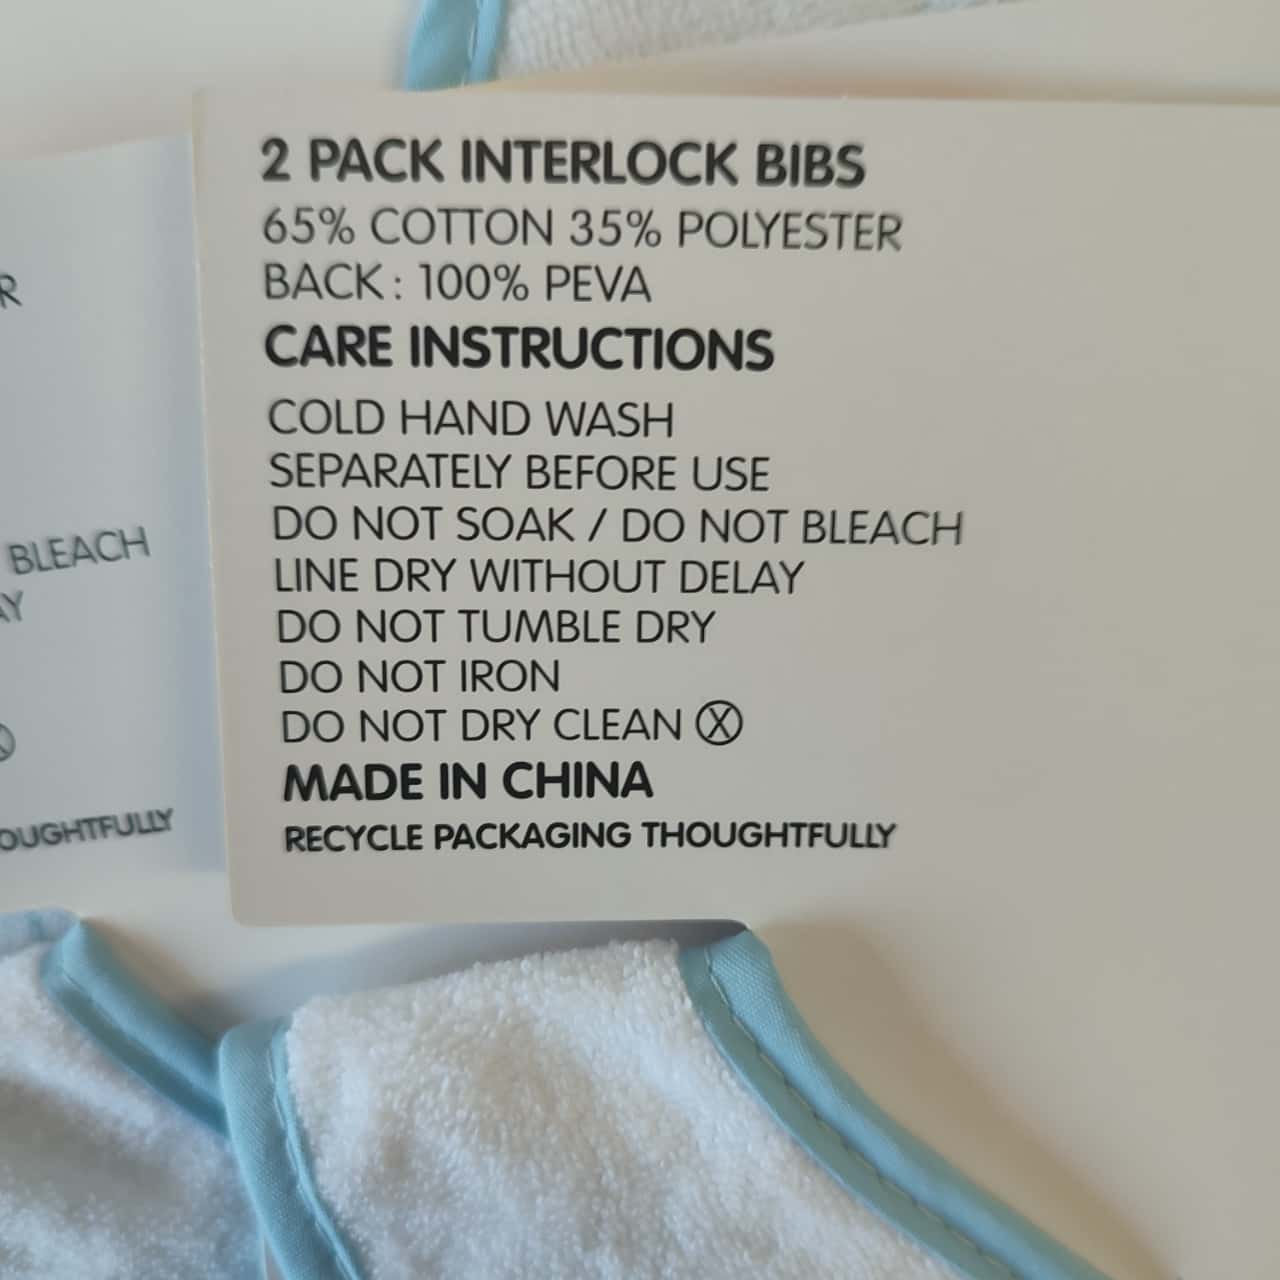 2 PACK INTERLOCK BIBS
65% COTTON 35% POLYESTER
BACK: 100% PEVA
CARE INSTRUCTIONS
COLD HAND WASH
SEPARATELY BEFORE USE
DO NOT SOAK / DO NOT BLEACH
LINE DRY WITHOUT DELAY
DO NOT TUMBLE DRY
DO NOT IRON
DO NOT DRY CLEAN Ⓧ
MADE IN CHINA
RECYCLE PACKAGING THOUGHTFULLY
BLEACH